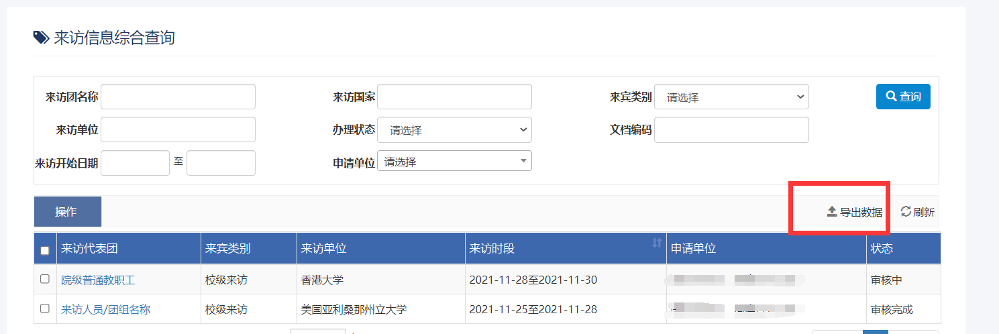 来访信息综合查询
来访团名称 来访国家 来宾类别 请选择 查询
来访单位 办理状态 请选择 文档编码
来访开始日期 至 申请单位 请选择
操作 导出数据 刷新
来访代表团 来宾类别 来访单位 来访时段 申请单位 状态
院级普通教职工 校级来访 香港大学 2021-11-28至2021-11-30 审核中
来访人员/团组名称 校级来访 美国亚利桑那州立大学 2021-11-25至2021-11-28 审核完成